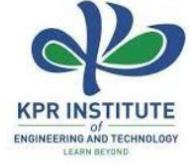 KPR INSTITUTE
of
ENGINEERING AND TECHNOLOGY
LEARN BEYOND